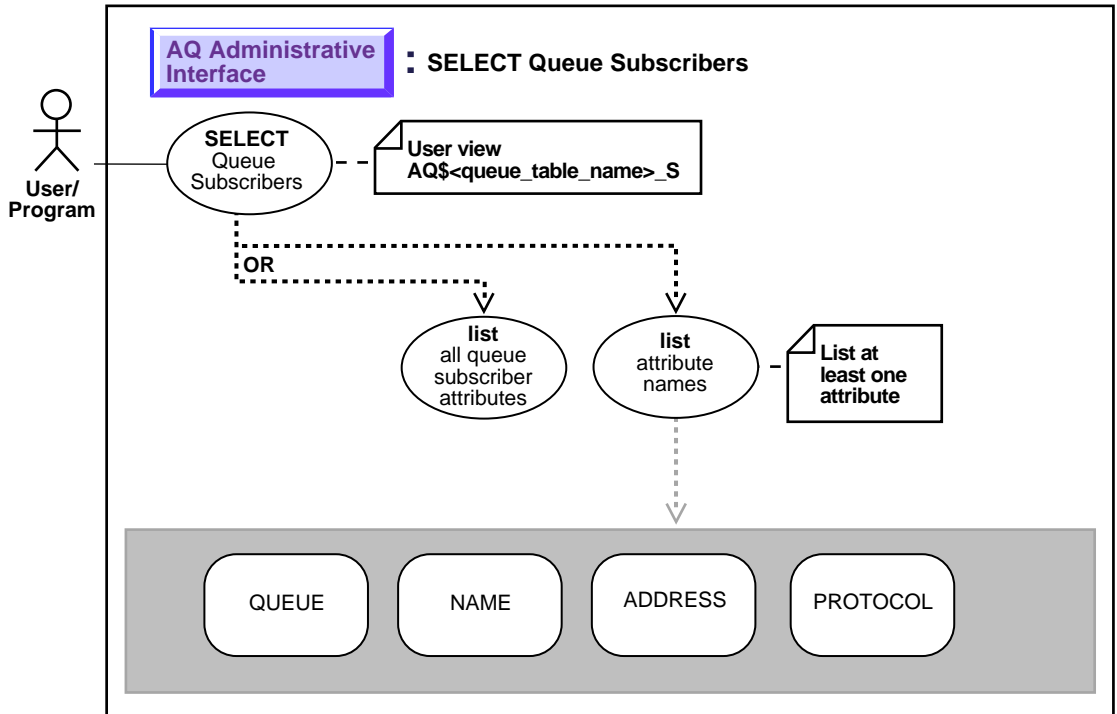 AQ Administrative
Interface
: SELECT Queue Subscribers
User/
Program
SELECT
Queue
Subscribers
User view
AQ$<queue_table_name>_S
OR
list
all queue
subscriber
attributes
list
attribute
names
List at
least one
attribute
QUEUE
NAME
ADDRESS
PROTOCOL